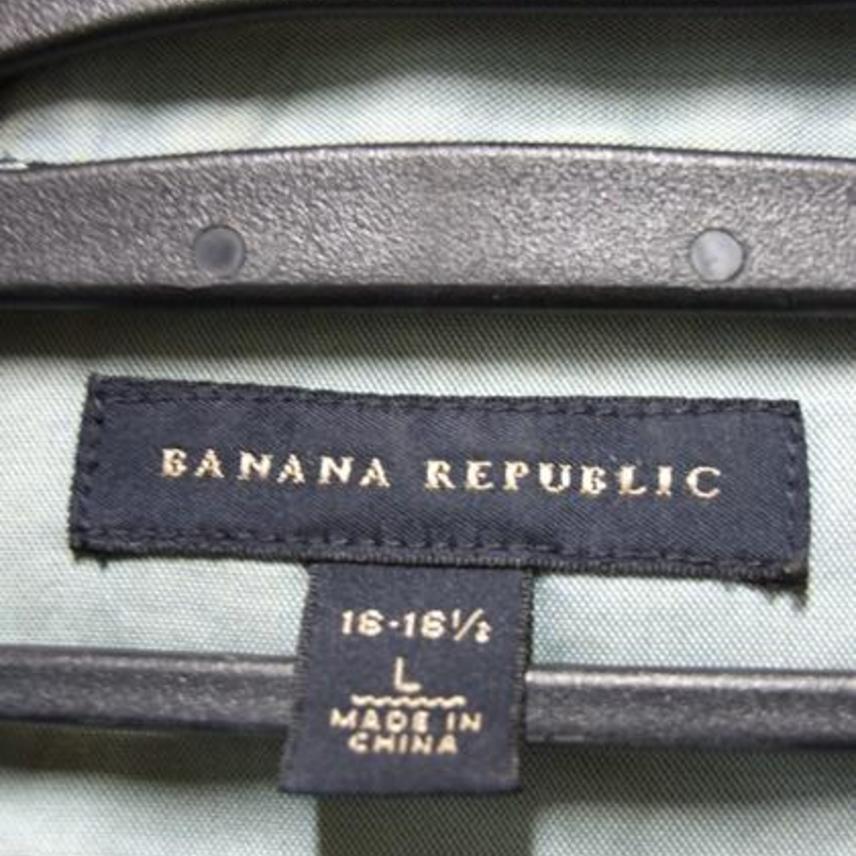 BANANA REPUBLIC
16-16½
L
MADE IN
CHINA